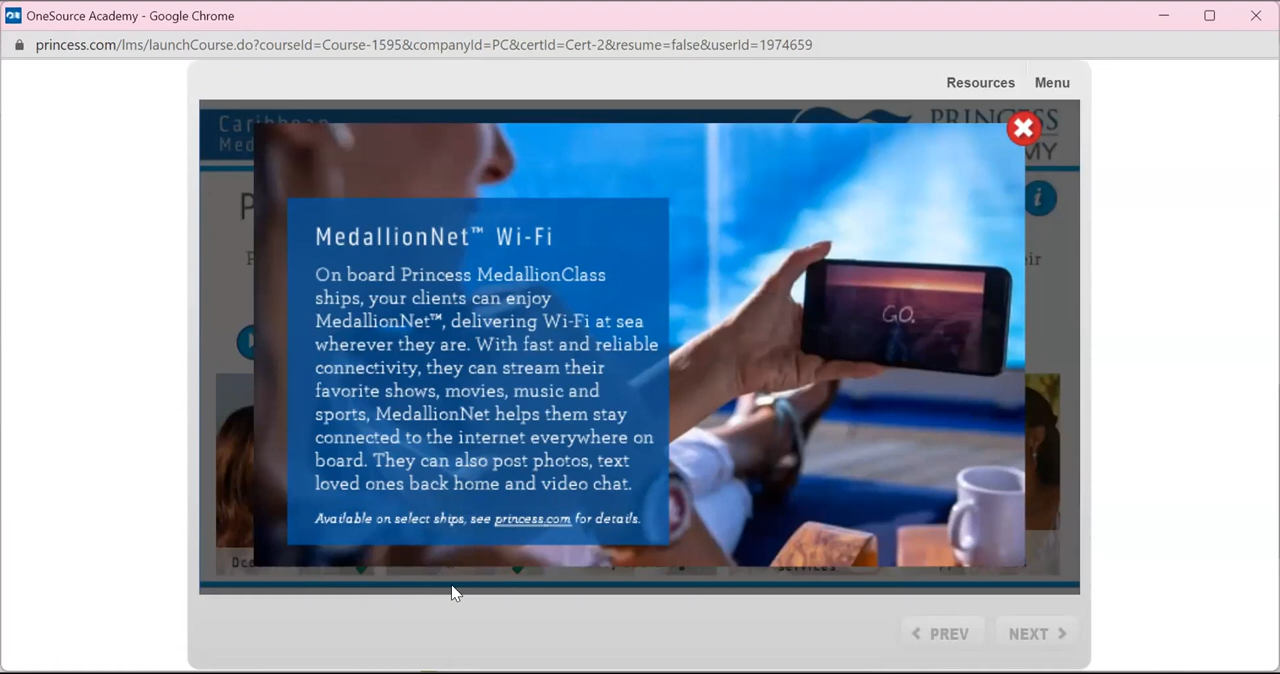 OneSource Academy - Google Chrome
princess.com/lms/launchCourse.do?courseId=Course-1595&companyId=PC&certId=Cert-2&resume=false&userId=1974659
Resources Menu
Caribbean
PRINCESS
MedallionNet™ Wi-Fi
On board Princess MedallionClass
ships, your clients can enjoy
MedallionNet™, delivering Wi-Fi at sea
wherever they are. With fast and reliable
connectivity, they can stream their
favorite shows, movies, music and
sports, MedallionNet helps them stay
connected to the internet everywhere on
board. They can also post photos, text
loved ones back home and video chat.
Available on select ships, see princess.com for details.
GO.
PREV NEXT